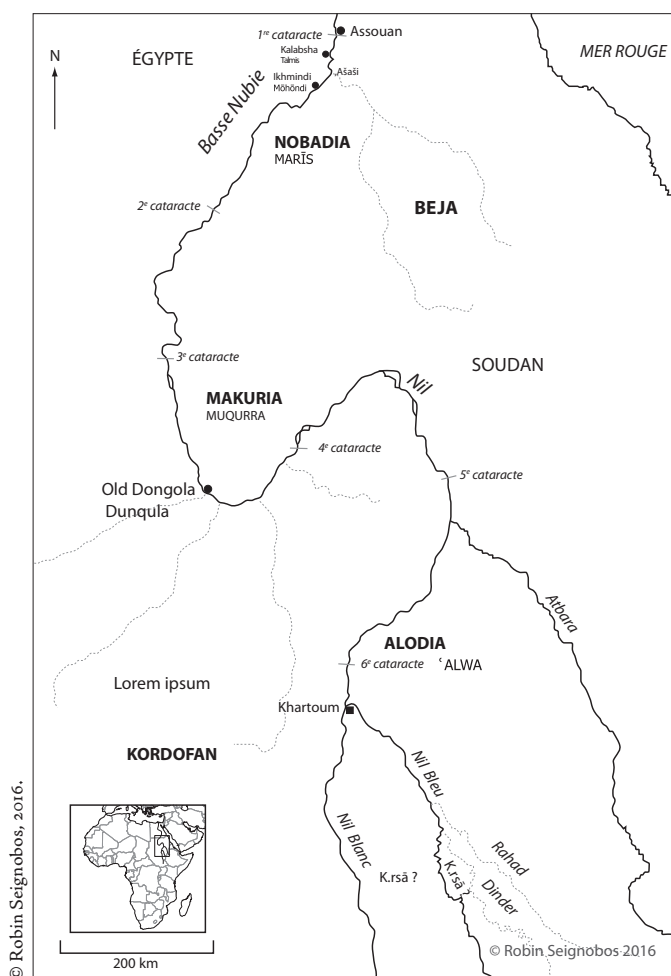 1re cataracte
Assouan
Kalabsha
Talmis
N
ÉGYPTE
MER ROUGE
Ašaši
Ikhmindi
Mōhōndi
Basse Nubie
NOBADIA
MARĪS
2e cataracte
BEJA
3e cataracte
SOUDAN
Nil
MAKURIA
MUQURRA
4e cataracte
5e cataracte
Old Dongola
Dunqula
Atbara
ALODIA
6e cataracte
ʿALWA
Lorem ipsum
Khartoum
KORDOFAN
Nil Bleu
Nil Blanc
Rahad
K.rsā ?
K.rsā ?
Dinder
200 km
© Robin Seignobos 2016
© Robin Seignobos, 2016.